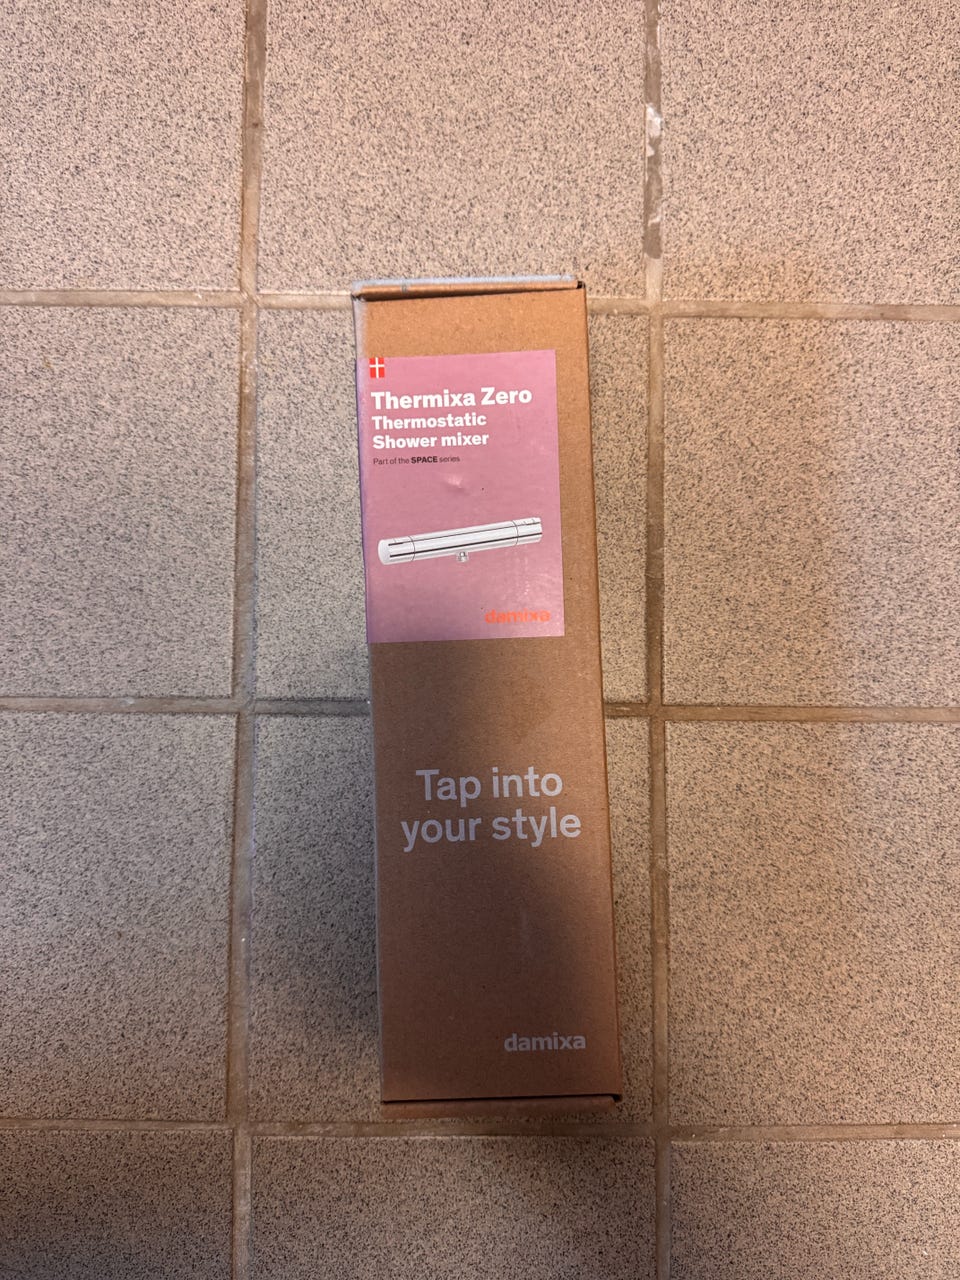 Thermixa Zero
Thermostatic
Shower mixer
Part of the SPACE series
damixa
Tap into
your style
damixa